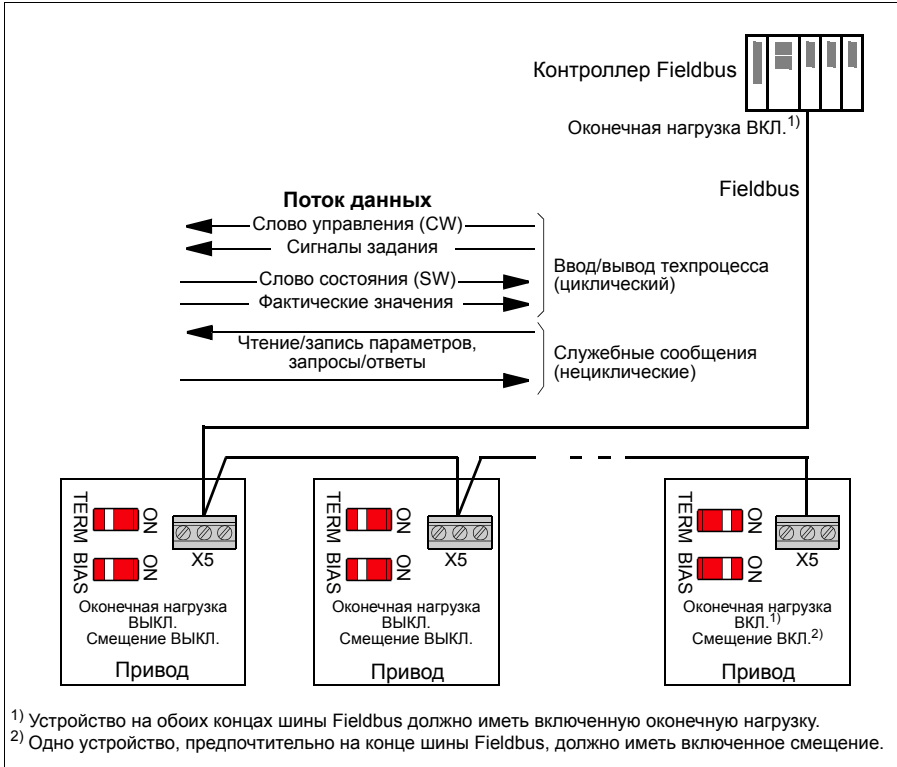 Контроллер Fieldbus
Оконечная нагрузка ВКЛ.1)
Fieldbus
Поток данных
Слово управления (CW)
Сигналы задания
Слово состояния (SW)
Фактические значения
Ввод/вывод техпроцесса
(циклический)
Чтение/запись параметров,
запросы/ответы
Служебные сообщения
(нециклические)
TERM
ON
BIAS
ON
X5
Оконечная нагрузка
ВЫКЛ.
Смещение ВЫКЛ.
Привод
TERM
ON
BIAS
ON
X5
Оконечная нагрузка
ВЫКЛ.
Смещение ВЫКЛ.
Привод
TERM
ON
BIAS
ON
X5
Оконечная нагрузка
ВКЛ.1)
Смещение ВКЛ.2)
Привод
1) Устройство на обоих концах шины Fieldbus должно иметь включенную оконечную нагрузку.
2) Одно устройство, предпочтительно на конце шины Fieldbus, должно иметь включенное смещение.